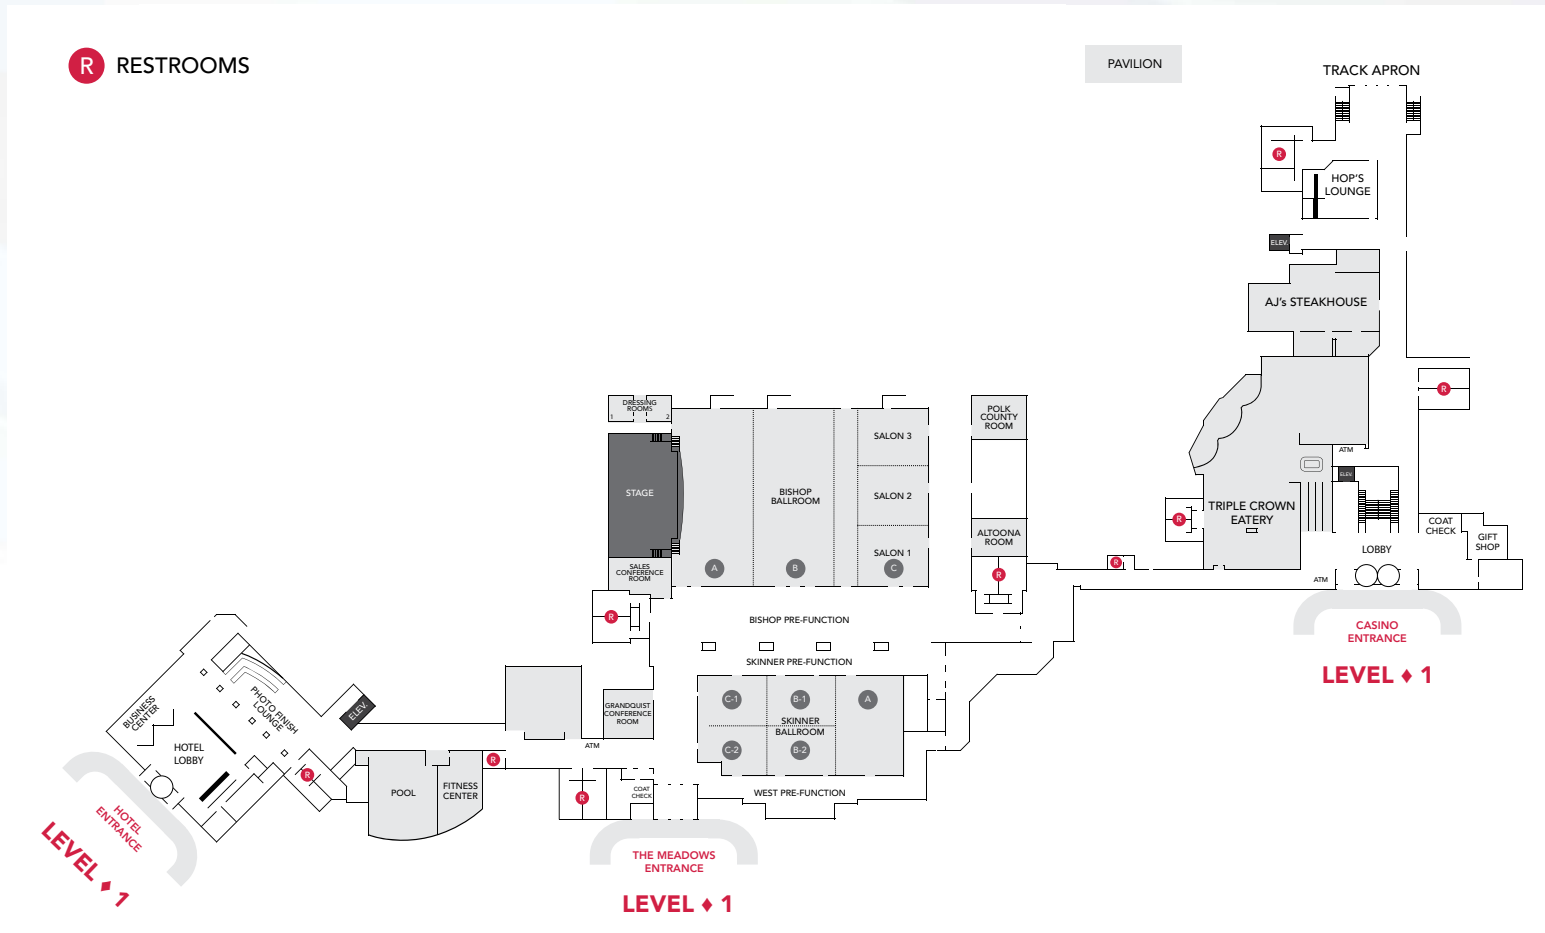 R RESTROOMS
PAVILION
TRACK APRON
R
HOP'S
LOUNGE
ELEV.
AJ's STEAKHOUSE
R
DRESSING
ROOMS
1 2
STAGE
SALES
CONFERENCE
ROOM
BISHOP
BALLROOM
A
B
C
SALON 3
SALON 2
SALON 1
POLK
COUNTY
ROOM
ALTOONA
ROOM
R
R
R
TRIPLE CROWN
EATERY
ATM
ELEV.
LOBBY
COAT
CHECK
GIFT
SHOP
ATM
CASINO
ENTRANCE
LEVEL ♦ 1
R
BISHOP PRE-FUNCTION
SKINNER PRE-FUNCTION
C-1
B-1
A
SKINNER
BALLROOM
C-2
B-2
WEST PRE-FUNCTION
GRANDQUIST
CONFERENCE
ROOM
ATM
R
COAT
CHECK
THE MEADOWS
ENTRANCE
LEVEL ♦ 1
BUSINESS
CENTER
PHOTO FINISH
LOUNGE
ELEV.
HOTEL
LOBBY
R
POOL
FITNESS
CENTER
R
HOTEL
ENTRANCE
LEVEL ♦ 1